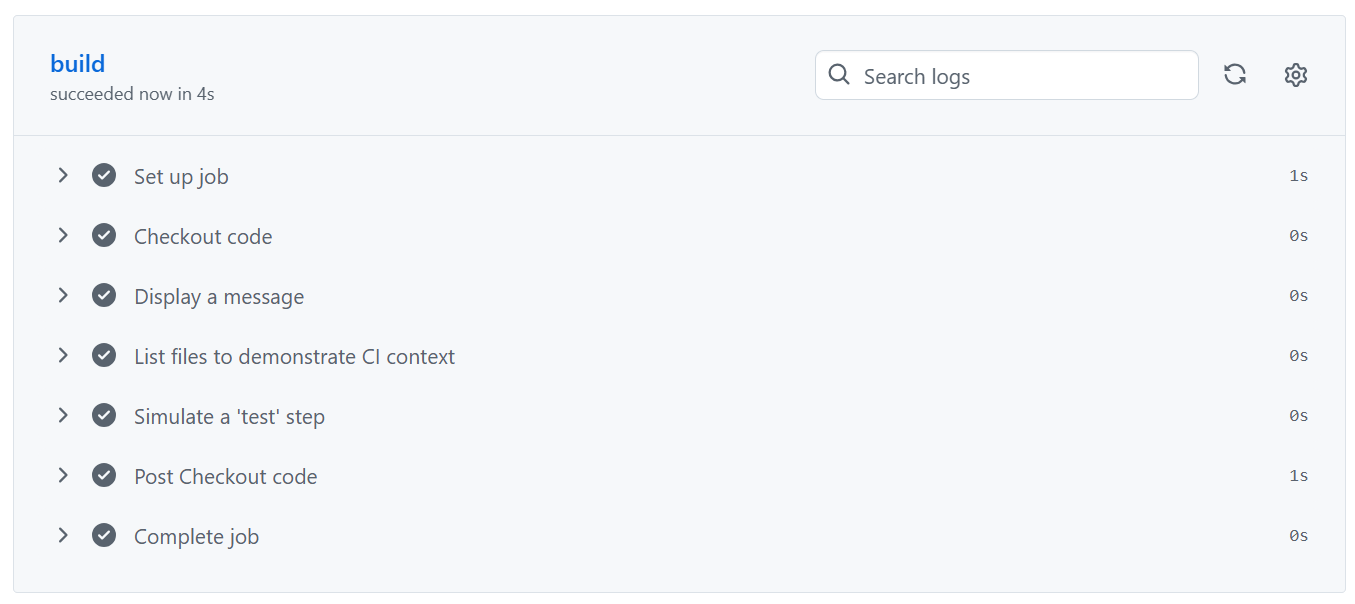 build
succeeded now in 4s
Search logs
Set up job 1s
Checkout code 0s
Display a message 0s
List files to demonstrate CI context 0s
Simulate a 'test' step 0s
Post Checkout code 1s
Complete job 0s